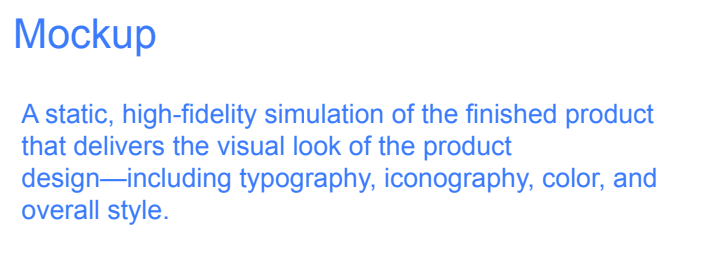 Mockup
A static, high-fidelity simulation of the finished product
that delivers the visual look of the product
design—including typography, iconography, color, and
overall style.